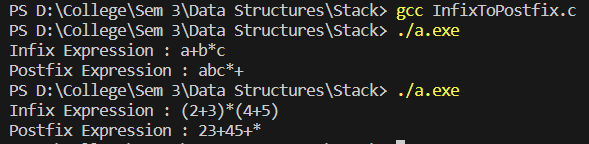 PS D:\College\Sem 3\Data Structures\Stack> gcc InfixToPostfix.c
PS D:\College\Sem 3\Data Structures\Stack> ./a.exe
Infix Expression : a+b*c
Postfix Expression : abc*+
PS D:\College\Sem 3\Data Structures\Stack> ./a.exe
Infix Expression : (2+3)*(4+5)
Postfix Expression : 23+45+*